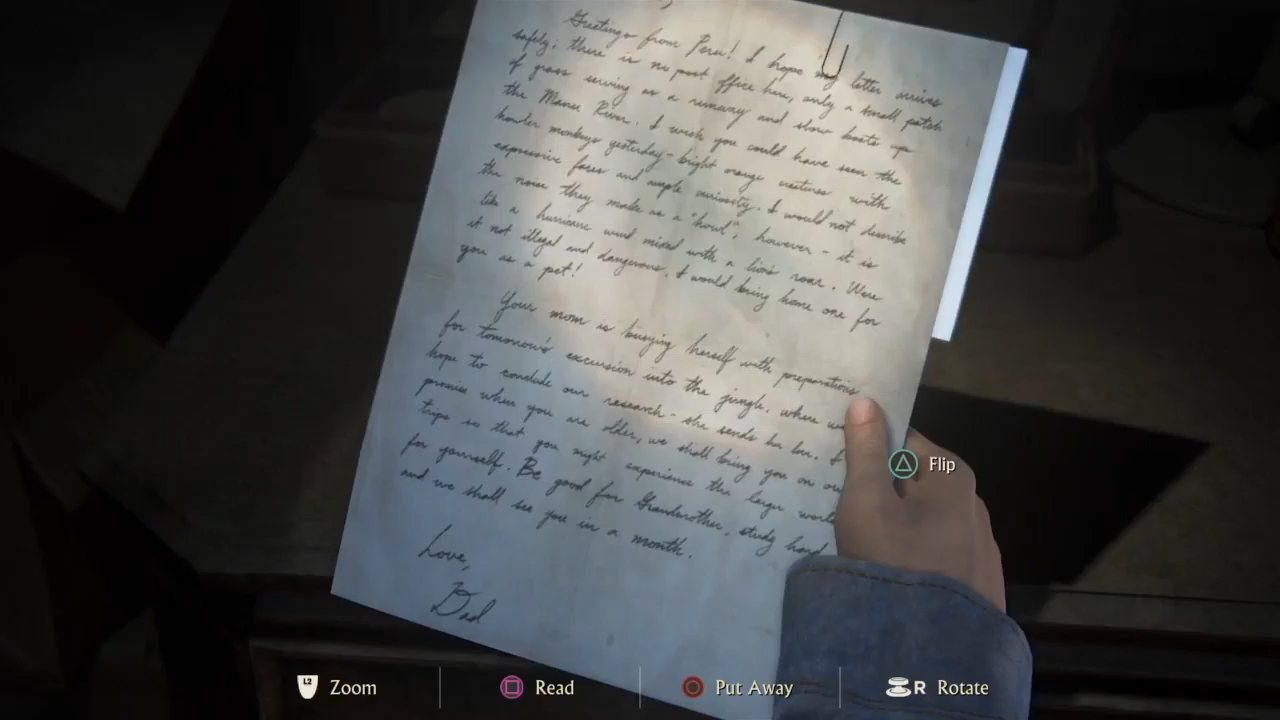 Greetings from Peru! I hope my letter arrives
safely; there is no post office here, only a small patch
of grass serving as a runway and slow boats up
the Manu River. I wish you could have seen the
howler monkeys yesterday - bright orange creatures with
expressive faces and ample curiosity. I would not describe
the noise they make as a "howl", however - it is
like a hurricane wind mixed with a lion's roar. Were
it not illegal and dangerous, I would bring home one for
you as a pet!
Your mom is busying herself with preparations
for tomorrow's excursion into the jungle, where we
hope to conclude our research - she sends her love. I
promise when you are older, we shall bring you on our
trips so that you might experience the larger world
for yourself. Be good for Grandmother, study hard
and we shall see you in a month.
Love,
Dad
Flip
L2 Zoom
Read
Put Away
R Rotate